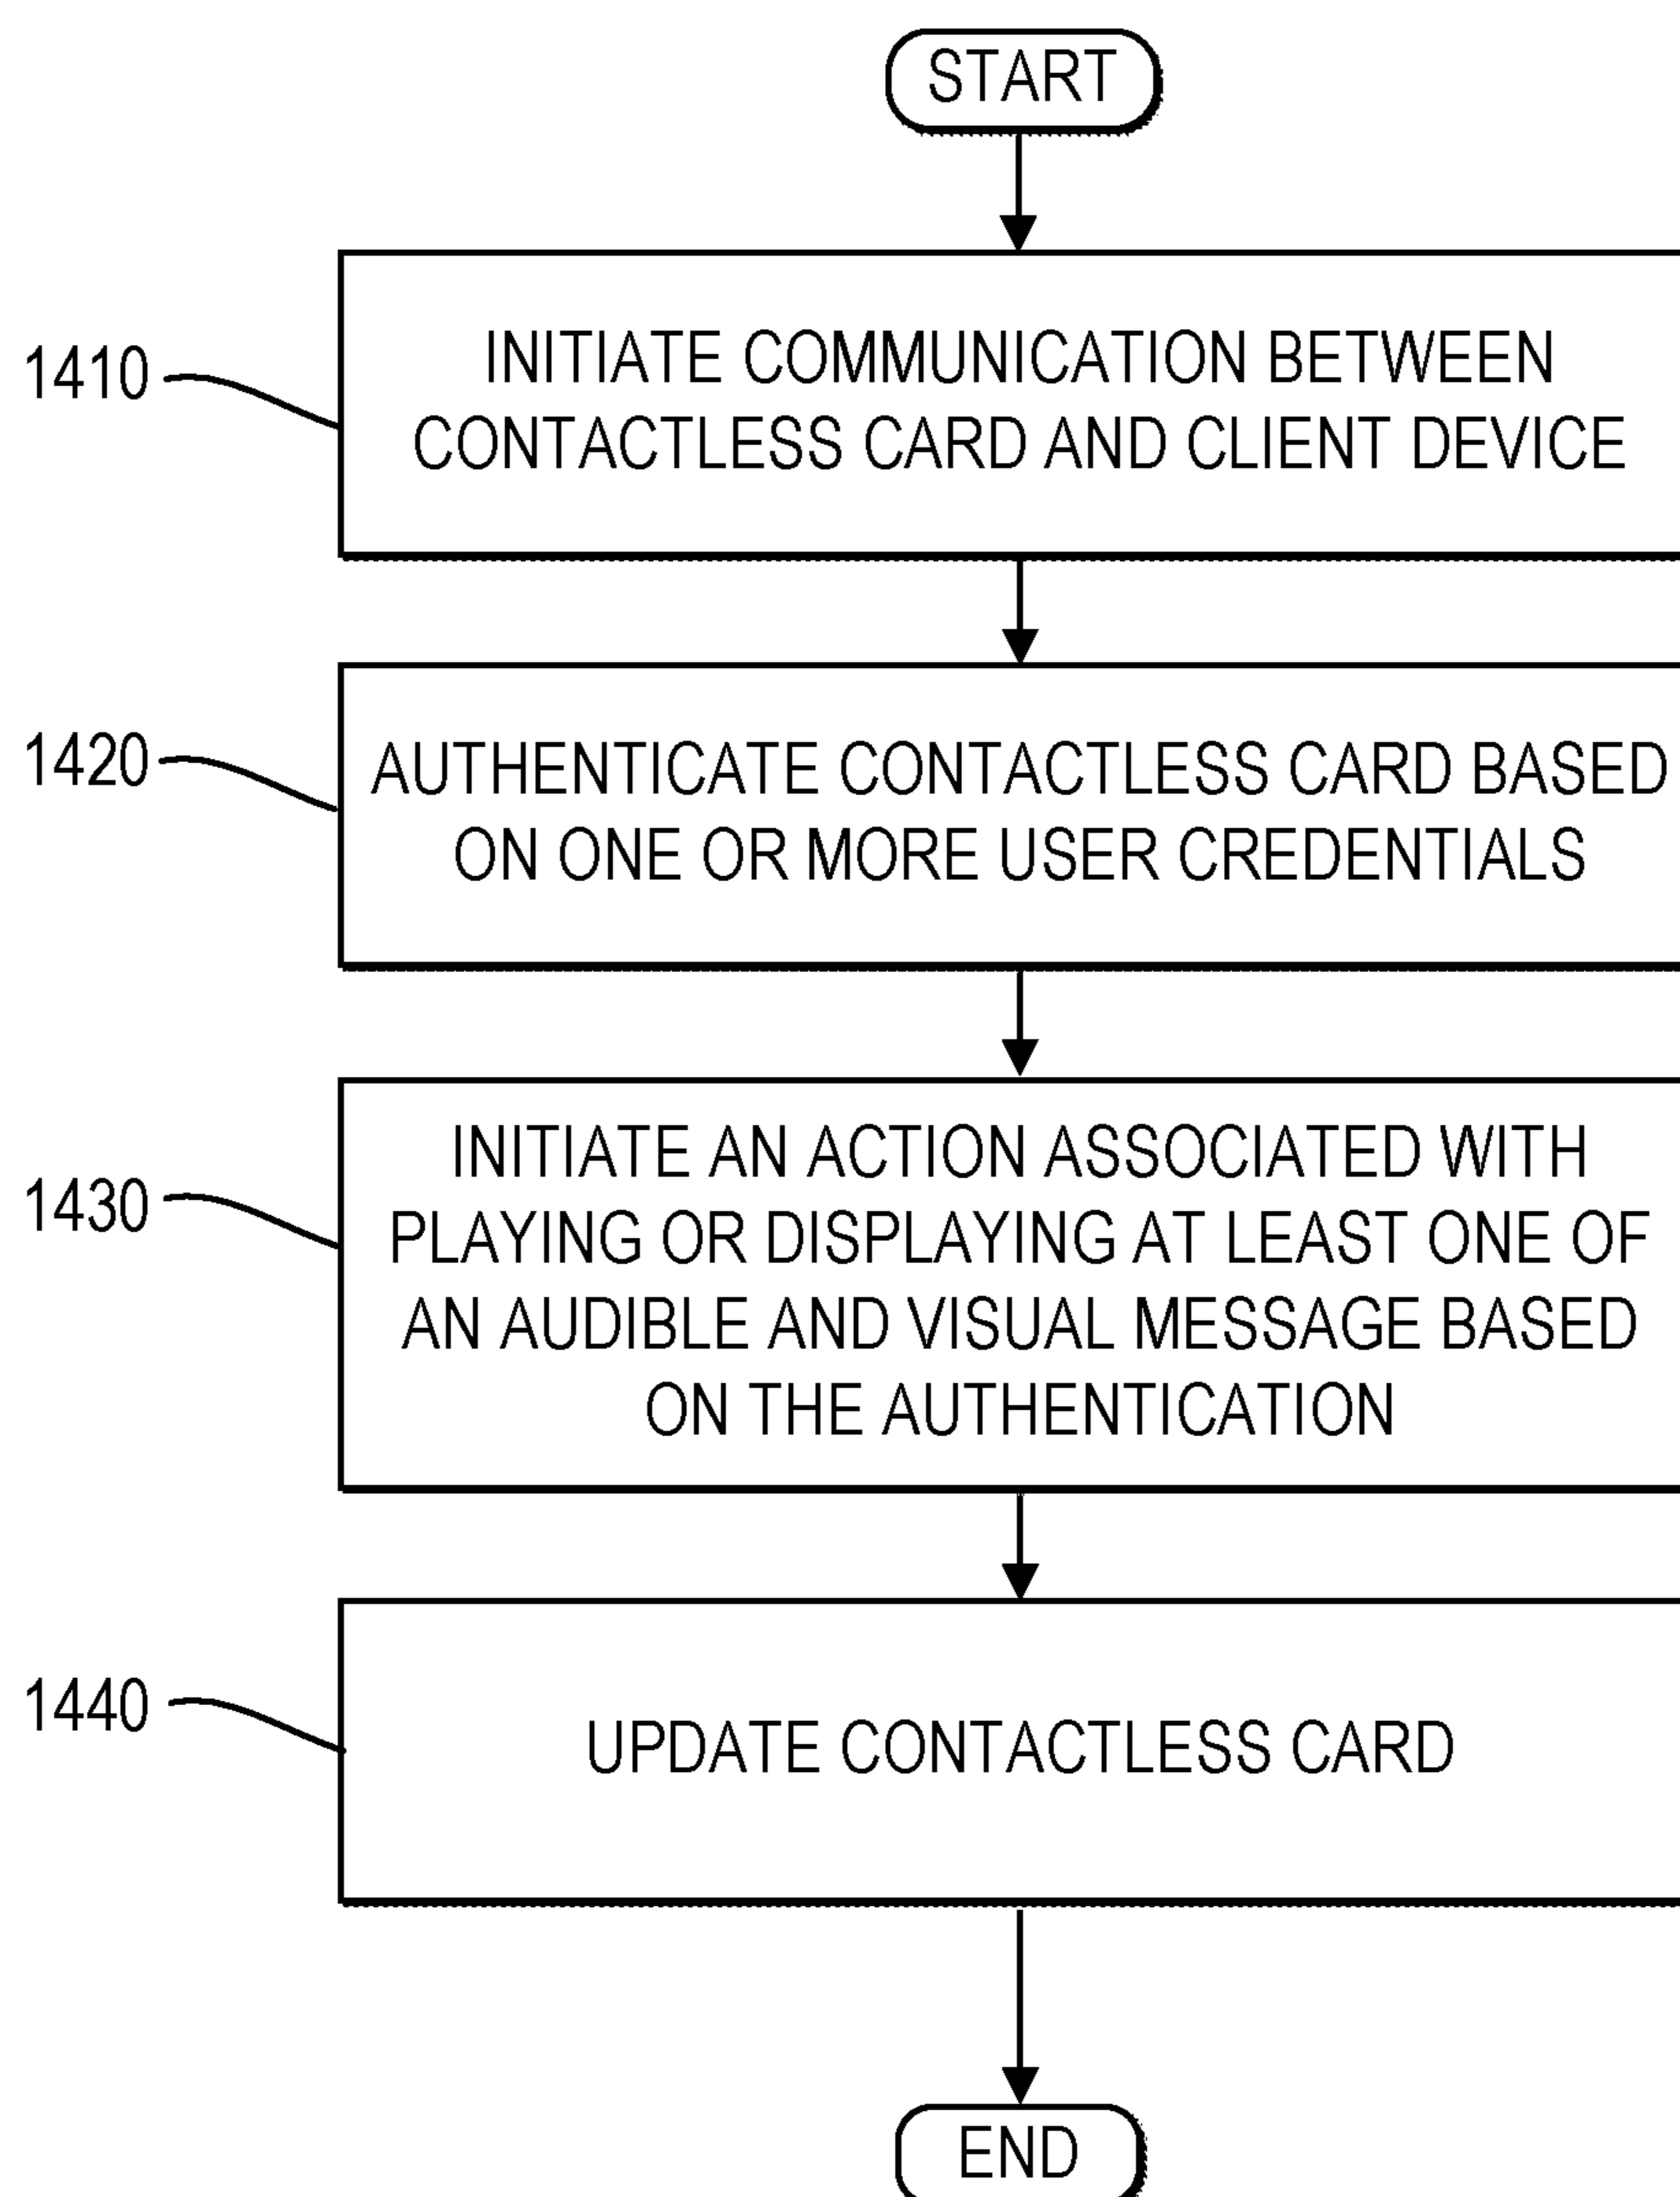 START
1410
INITIATE COMMUNICATION BETWEEN
CONTACTLESS CARD AND CLIENT DEVICE
1420
AUTHENTICATE CONTACTLESS CARD BASED
ON ONE OR MORE USER CREDENTIALS
1430
INITIATE AN ACTION ASSOCIATED WITH
PLAYING OR DISPLAYING AT LEAST ONE OF
AN AUDIBLE AND VISUAL MESSAGE BASED
ON THE AUTHENTICATION
1440
UPDATE CONTACTLESS CARD
END